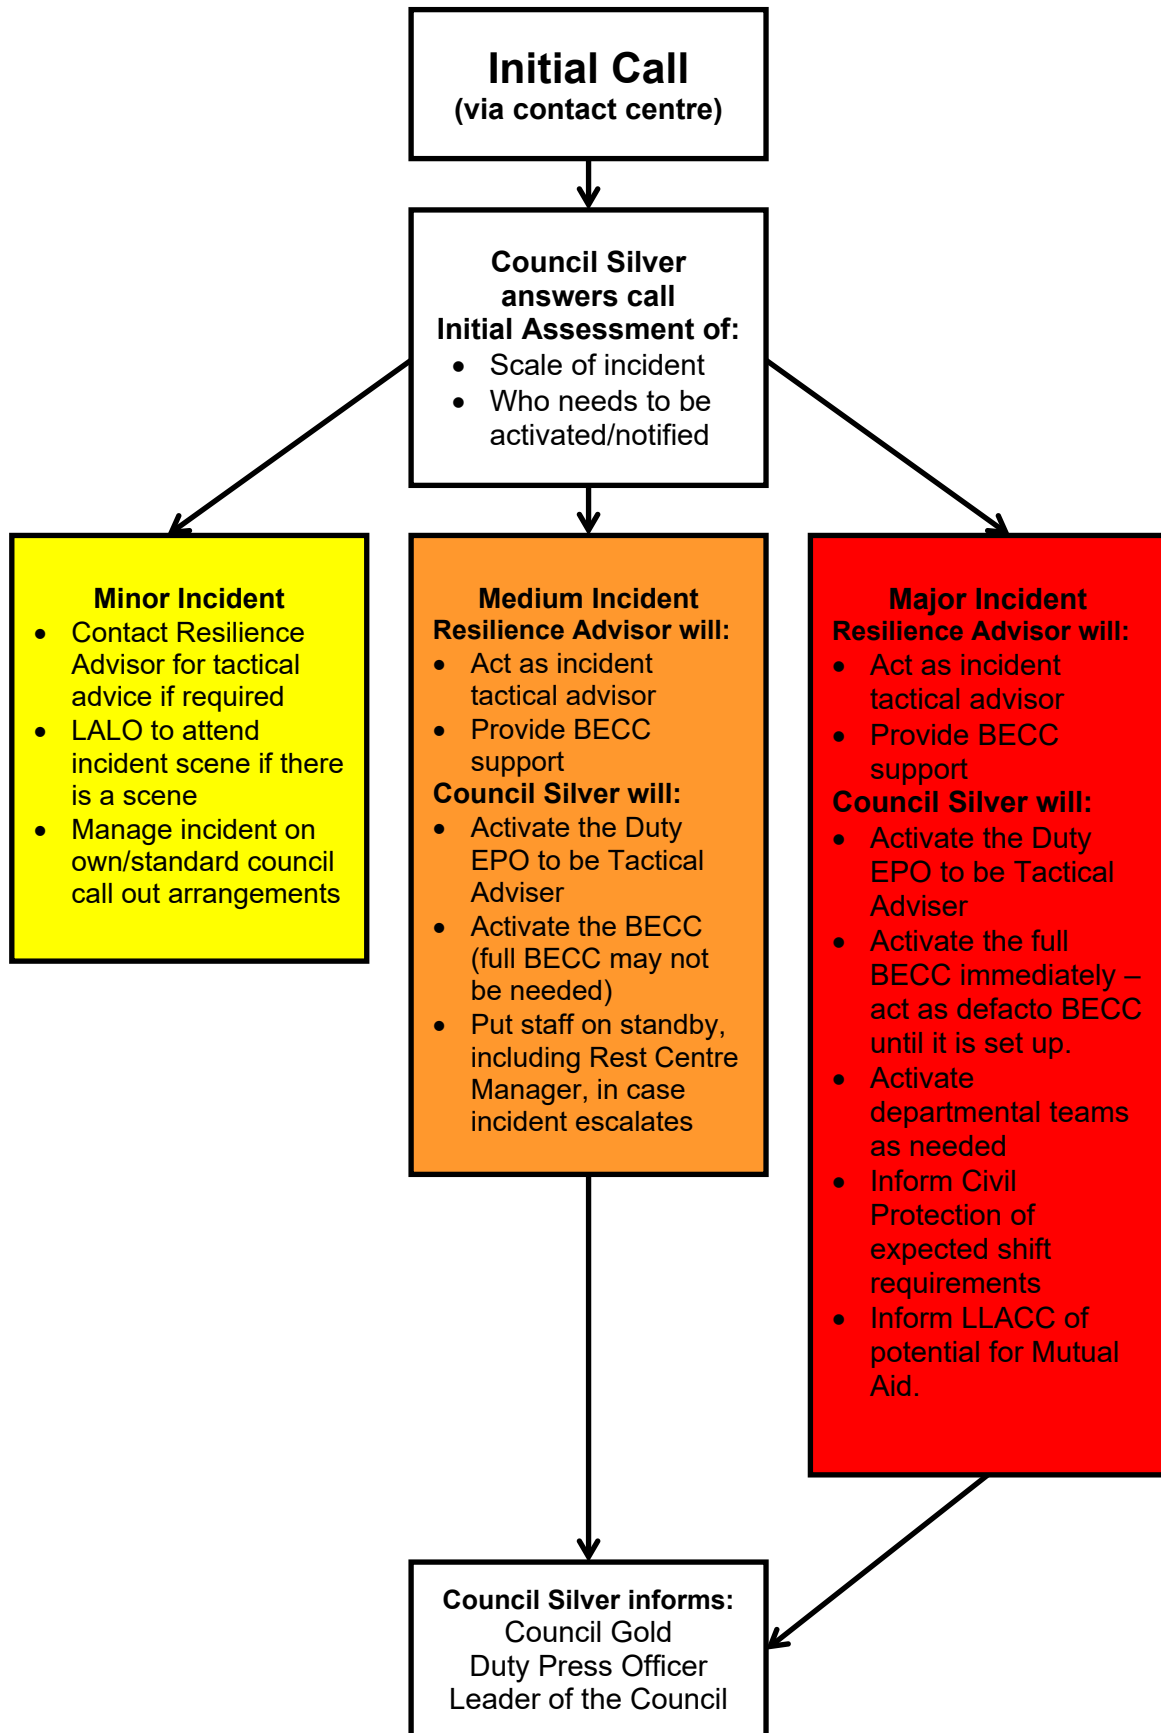 Initial Call
(via contact centre)
Council Silver
answers call
Initial Assessment of:
• Scale of incident
• Who needs to be
activated/notified
Minor Incident
• Contact Resilience
Advisor for tactical
advice if required
• LALO to attend
incident scene if there
is a scene
• Manage incident on
own/standard council
call out arrangements
Medium Incident
Resilience Advisor will:
• Act as incident
tactical advisor
• Provide BECC
support
Council Silver will:
• Activate the Duty
EPO to be Tactical
Adviser
• Activate the BECC
(full BECC may not
be needed)
• Put staff on standby,
including Rest Centre
Manager, in case
incident escalates
Major Incident
Resilience Advisor will:
• Act as incident
tactical advisor
• Provide BECC
support
Council Silver will:
• Activate the Duty
EPO to be Tactical
Adviser
• Activate the full
BECC immediately –
act as defacto BECC
until it is set up.
• Activate
departmental teams
as needed
• Inform Civil
Protection of
expected shift
requirements
• Inform LLACC of
potential for Mutual
Aid.
Council Silver informs:
Council Gold
Duty Press Officer
Leader of the Council